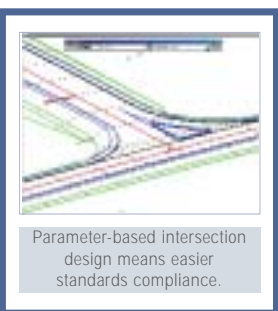 Parameter-based intersection
design means easier
standards compliance.